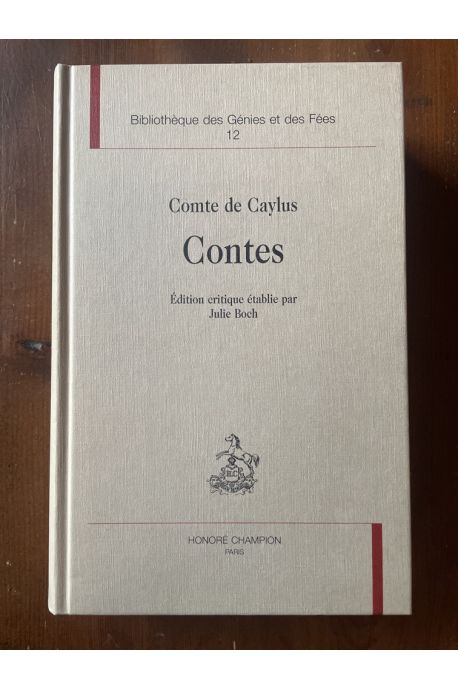 Bibliothèque des Génies et des Fées
12
Comte de Caylus
Contes
Édition critique établie par
Julie Boch
HONORÉ CHAMPION
PARIS